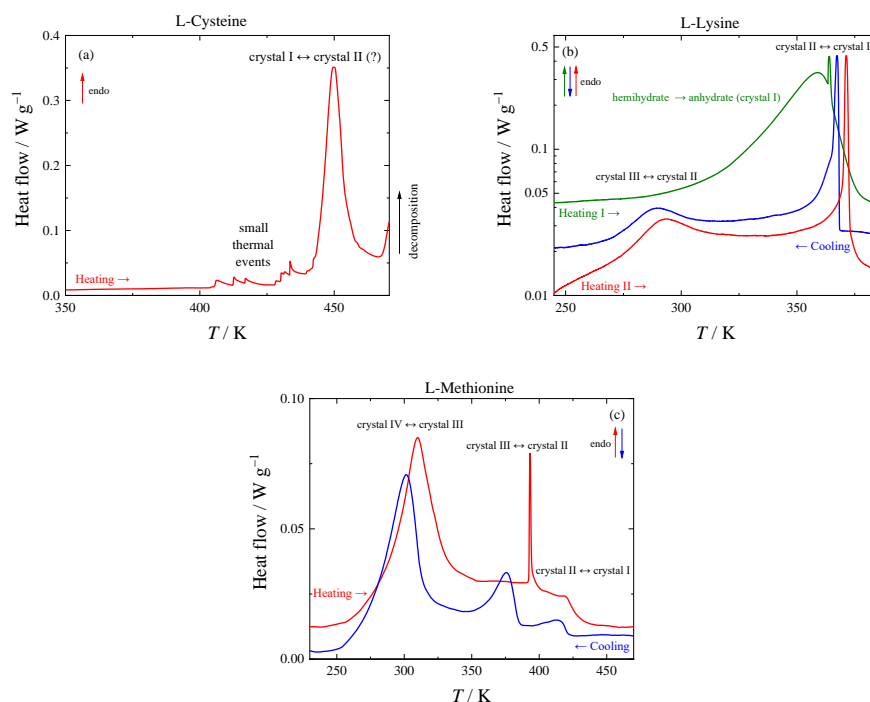 L-Cysteine
(a)
crystal I ↔ crystal II (?)
endo
small
thermal
events
Heating →
decomposition
0.4
0.3
0.2
0.1
0.0
350
400
450
Heat flow / W g⁻¹
T / K
L-Lysine
(b)
crystal II ↔ crystal I
endo
hemihydrate → anhydrate (crystal I)
crystal III ↔ crystal II
Heating I →
← Cooling
Heating II →
0.5
0.1
0.05
0.01
250
300
350
Heat flow / W g⁻¹
T / K
L-Methionine
(c)
crystal IV ↔ crystal III
crystal III ↔ crystal II
endo
crystal II ↔ crystal I
Heating →
← Cooling
0.10
0.05
0.00
250
300
350
400
450
Heat flow / W g⁻¹
T / K